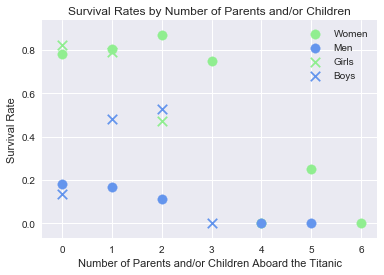 Survival Rates by Number of Parents and/or Children
Women
Men
Girls
Boys
Survival Rate
0.8
0.6
0.4
0.2
0.0
0 1 2 3 4 5 6
Number of Parents and/or Children Aboard the Titanic